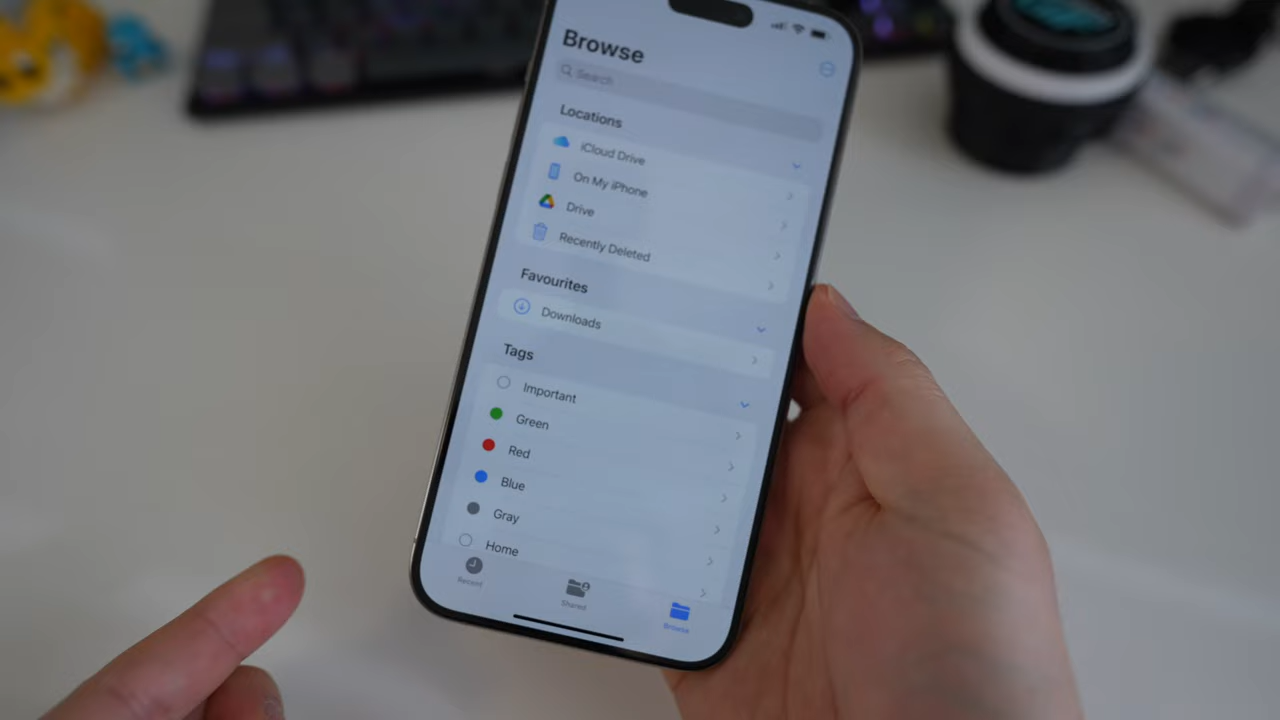 Browse
Search
Locations
iCloud Drive
On My iPhone
Drive
Recently Deleted
Favourites
Downloads
Tags
Important
Green
Red
Blue
Gray
Home
Recent
Shared
Browse